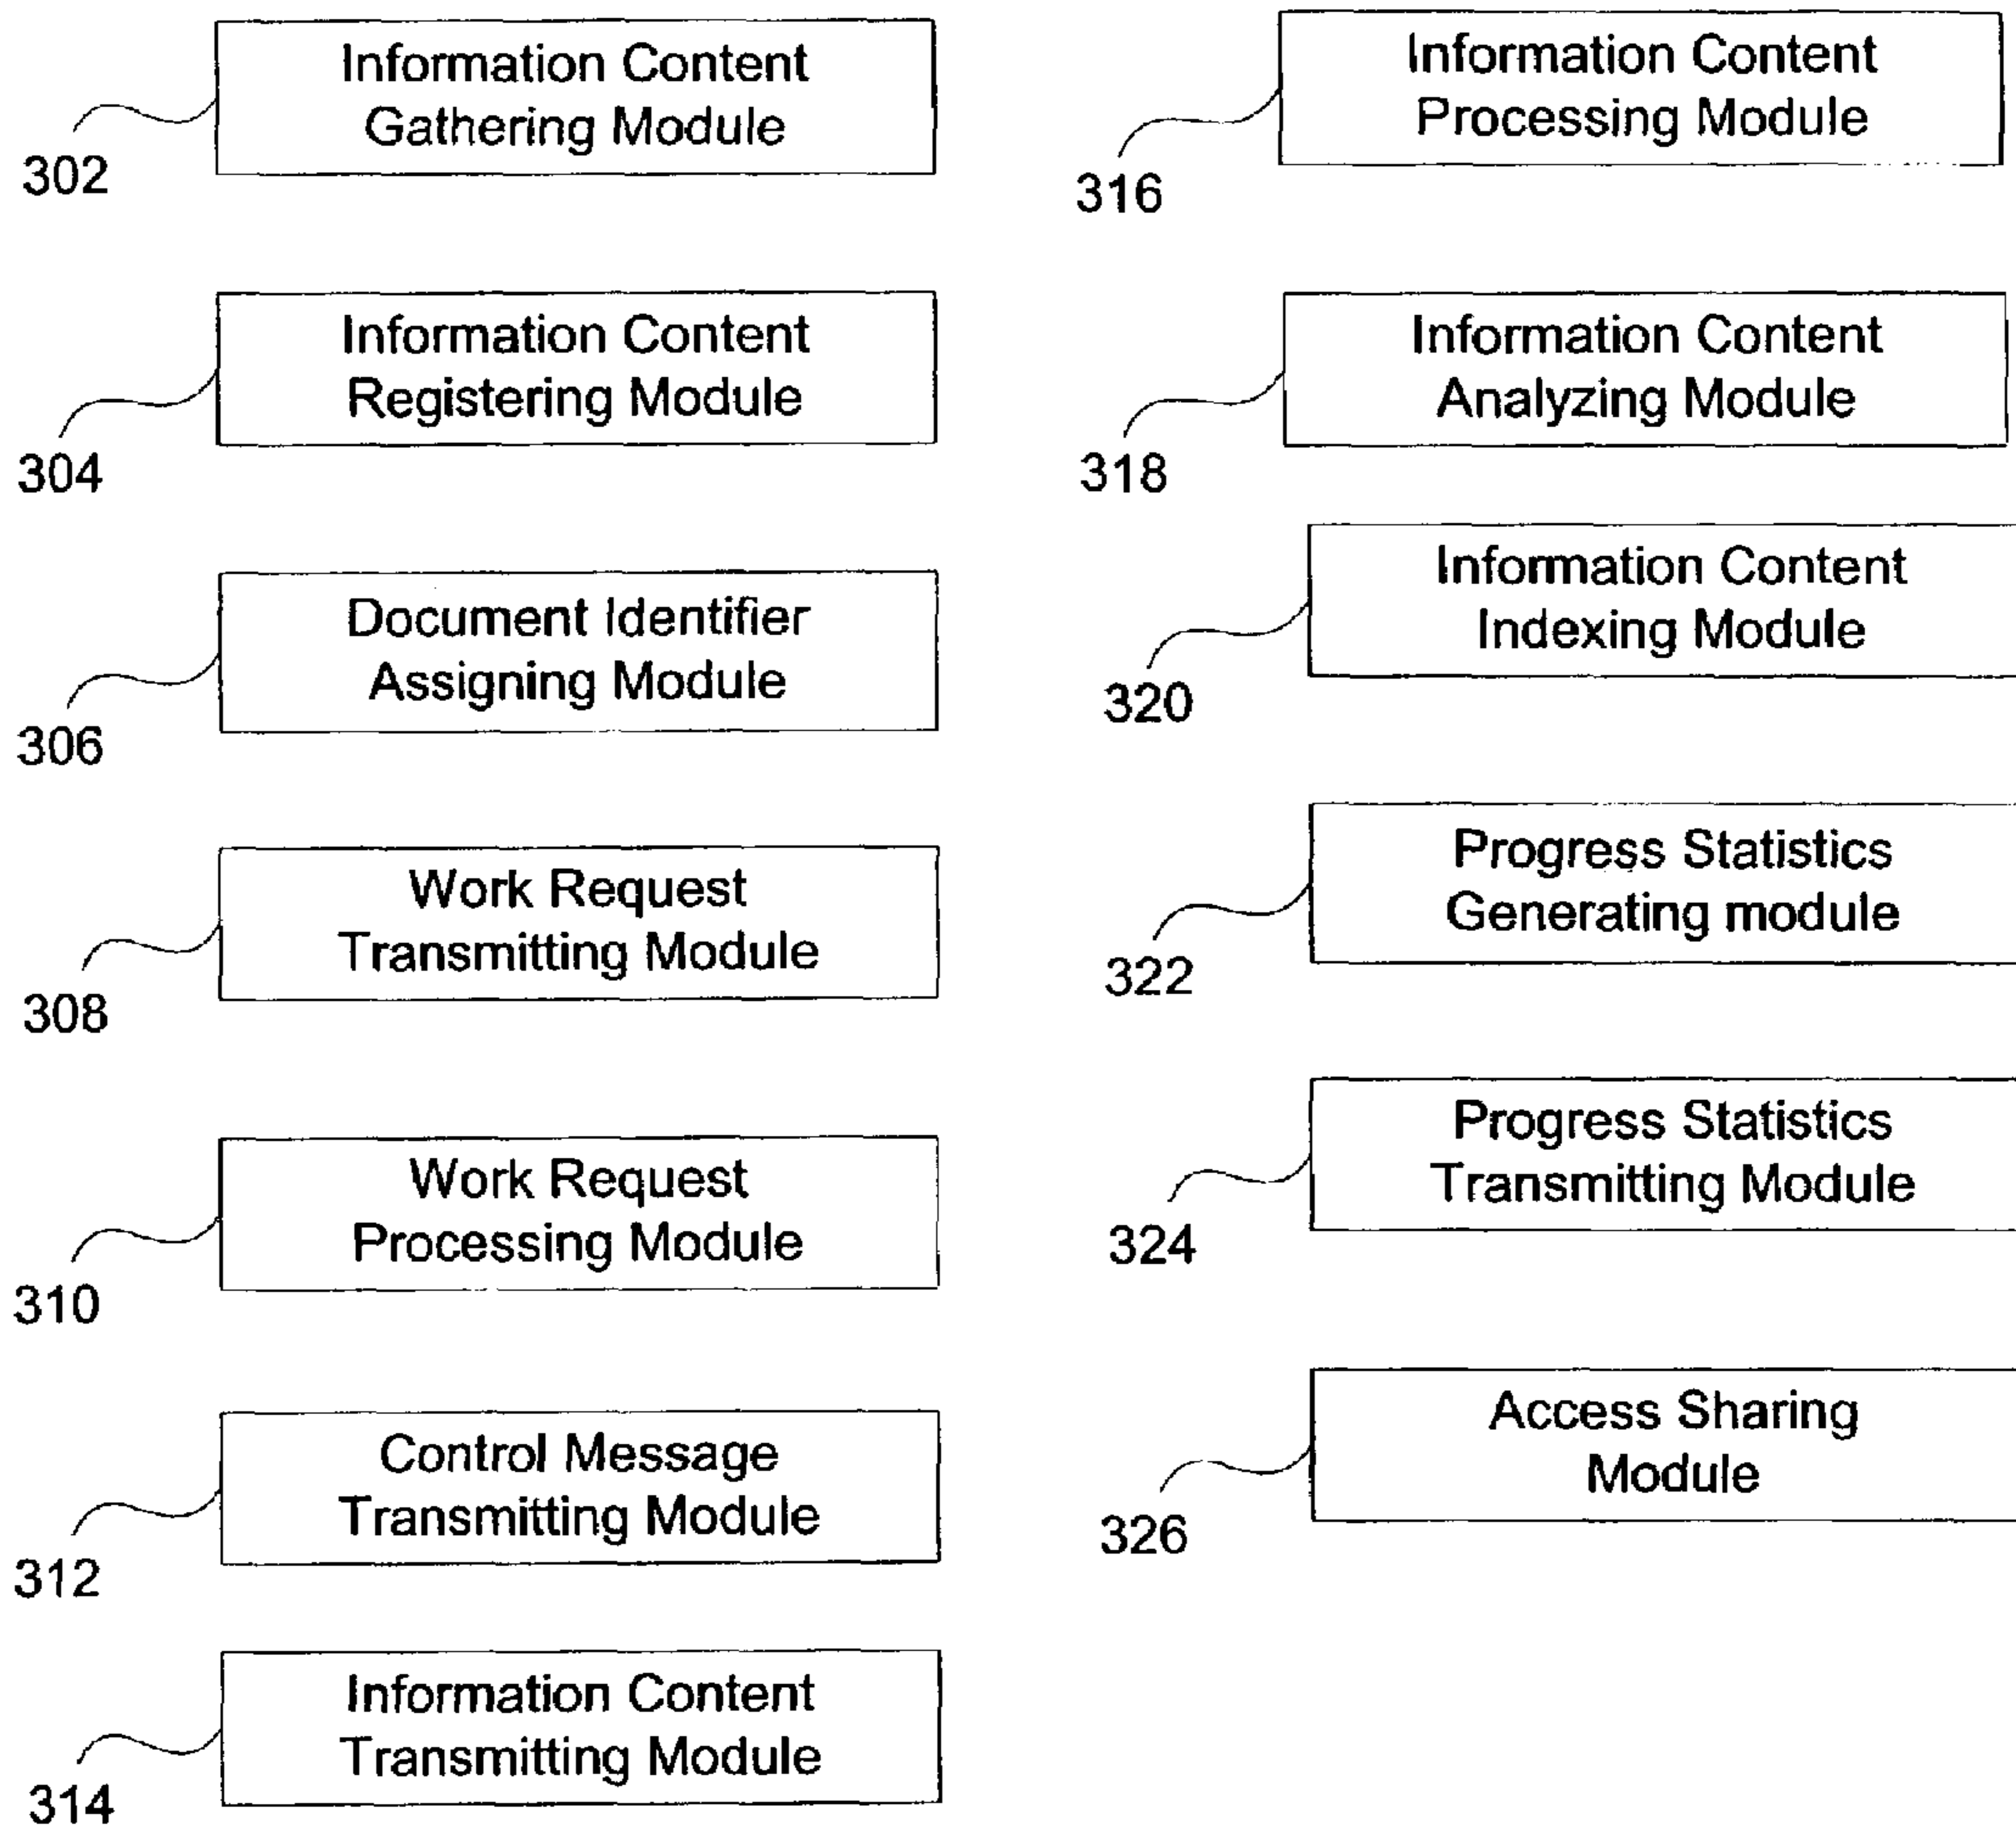 Information Content
Gathering Module
302
Information Content
Registering Module
304
Document Identifier
Assigning Module
306
Work Request
Transmitting Module
308
Work Request
Processing Module
310
Control Message
Transmitting Module
312
Information Content
Transmitting Module
314
Information Content
Processing Module
316
Information Content
Analyzing Module
318
Information Content
Indexing Module
320
Progress Statistics
Generating module
322
Progress Statistics
Transmitting Module
324
Access Sharing
Module
326